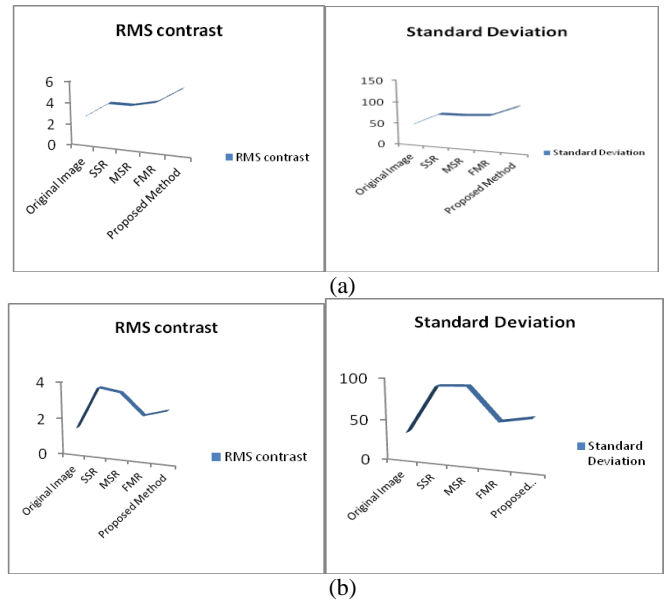 RMS contrast
6
4
2
0
Original Image
SSR
MSR
FMR
Proposed Method
RMS contrast
Standard Deviation
150
100
50
0
Original Image
SSR
MSR
FMR
Proposed Method
Standard Deviation
(a)
RMS contrast
4
2
0
Original Image
SSR
MSR
FMR
Proposed Method
RMS contrast
Standard Deviation
100
50
0
Original Image
SSR
MSR
FMR
Proposed...
Standard
Deviation
(b)